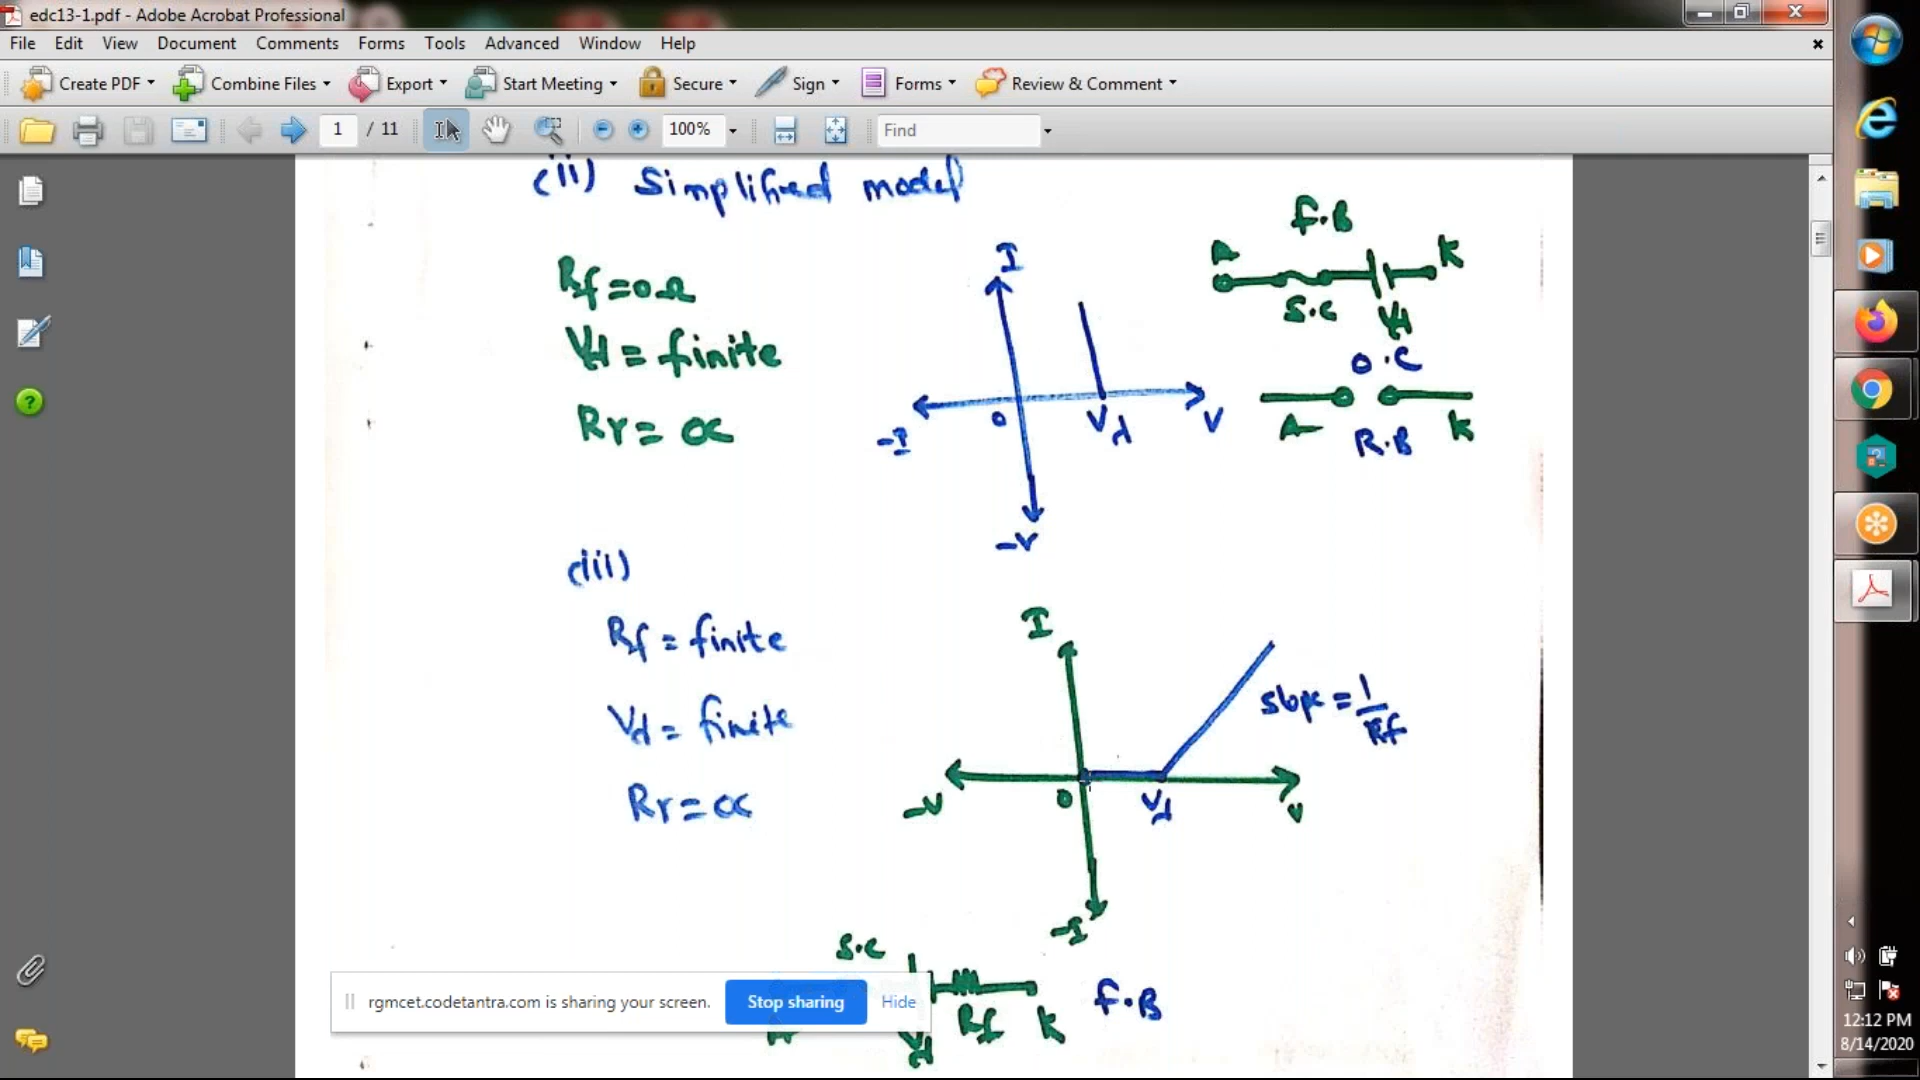 edc13-1.pdf - Adobe Acrobat Professional
File Edit View Document Comments Forms Tools Advanced Window Help
Create PDF Combine Files Export Start Meeting Secure Sign Forms Review & Comment
1 / 11 100% Find
(ii) Simplified model
F.B
A K
S.C
I
Rf=0Ω
Vd = finite
Rr= ∝
O.C
A K
R.B
-I 0 V
-V
(iii)
Rf = finite
Vd = finite
Rr=∝
I
slope = 1/Rf
-V 0 V
-I
S.C
Rf K F.B
rgmcet.codetantra.com is sharing your screen. Stop sharing Hide
12:12 PM
8/14/2020